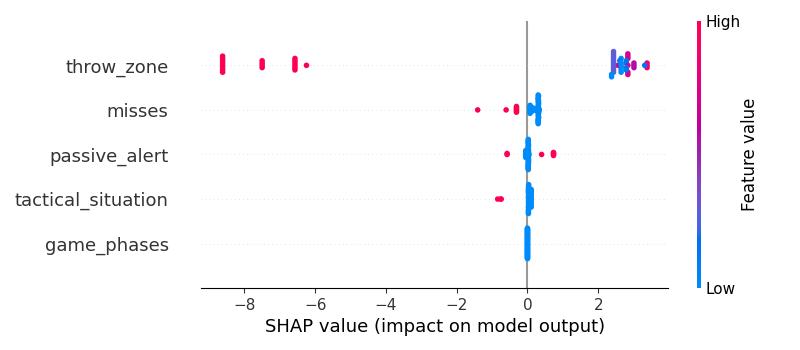 High
throw_zone
misses
passive_alert
tactical_situation
game_phases
Feature value
Low
−8 −6 −4 −2 0 2
SHAP value (impact on model output)